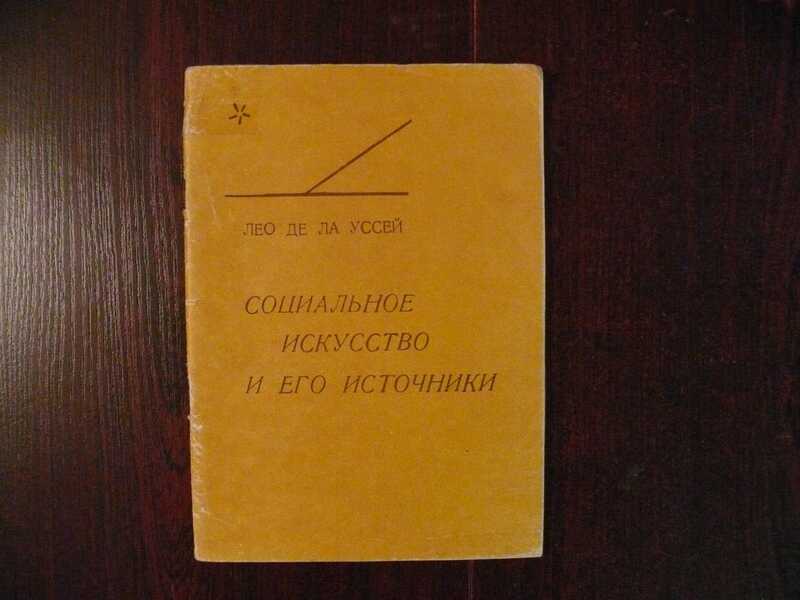 ЛЕО ДЕ ЛА УССЕЙ
СОЦИАЛЬНОЕ
ИСКУССТВО
И ЕГО ИСТОЧНИКИ